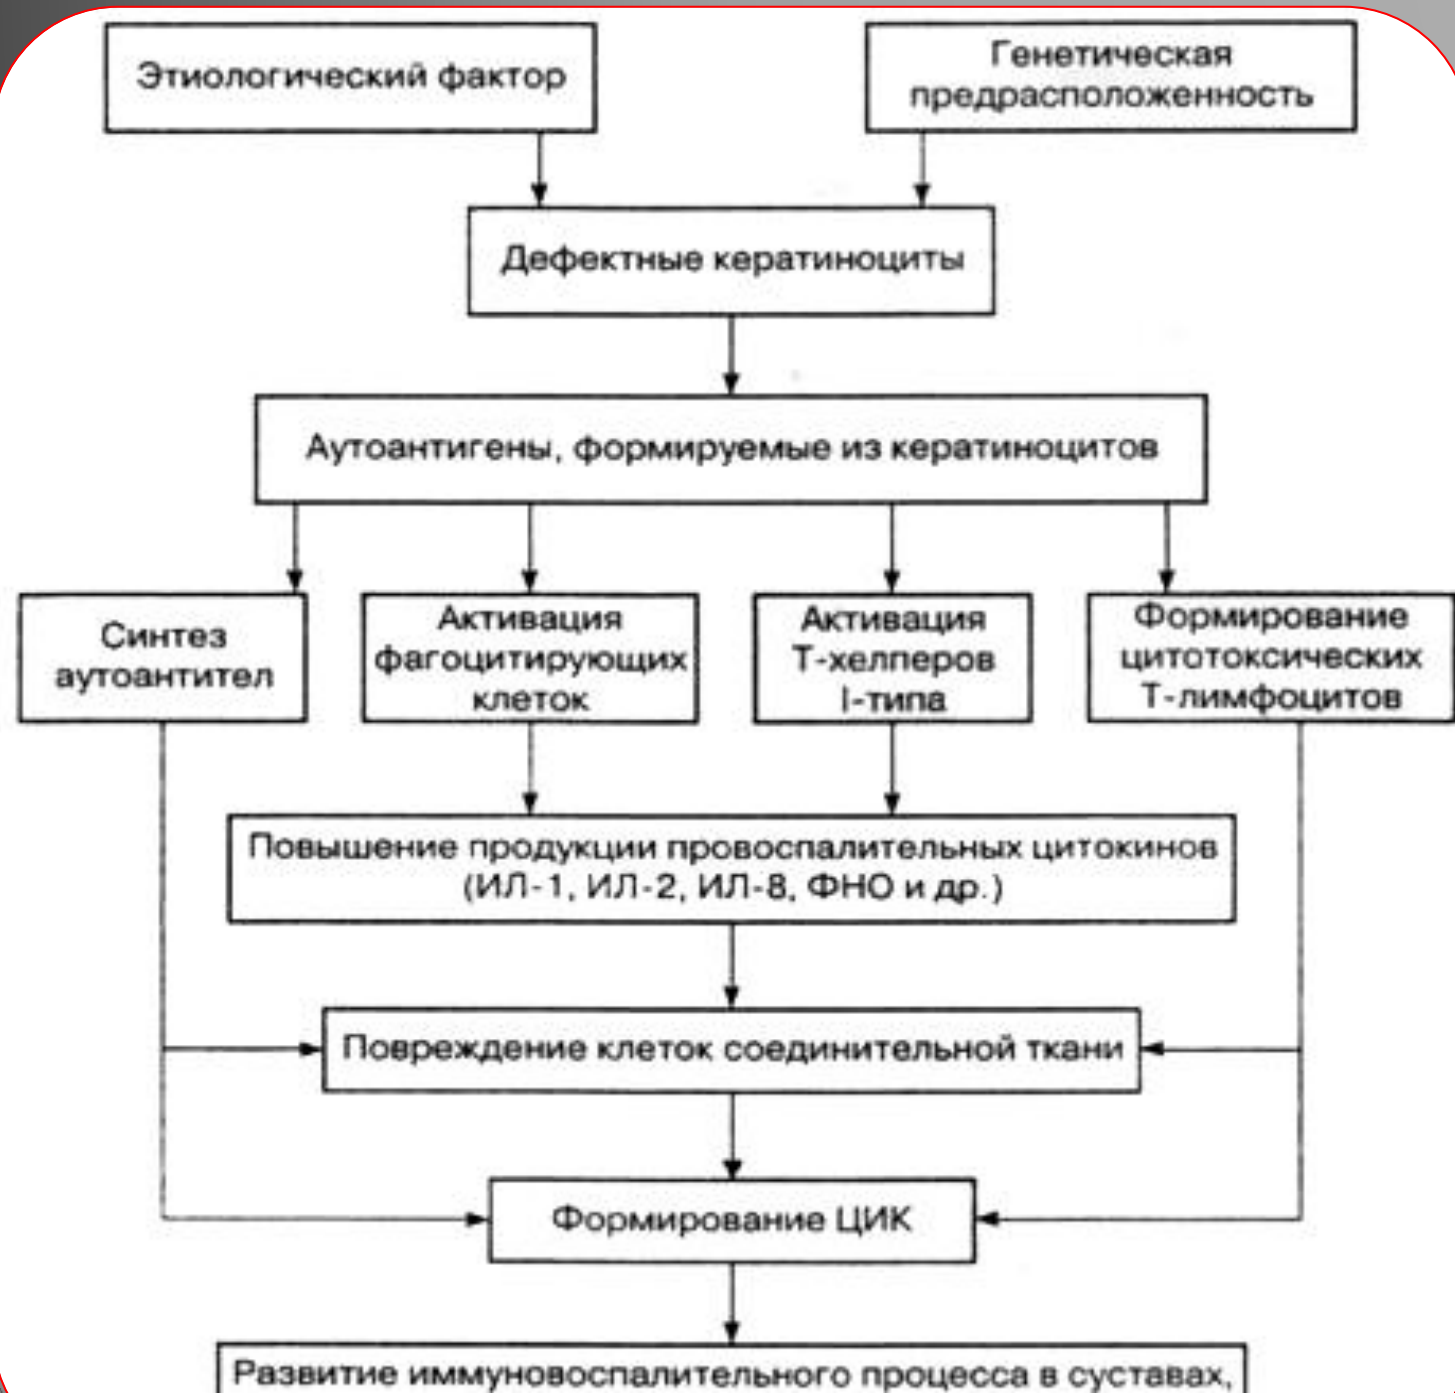 Этиологический фактор
Генетическая
предрасположенность
Дефектные кератиноциты
Аутоантигены, формируемые из кератиноцитов
Синтез
аутоантител
Активация
фагоцитирующих
клеток
Активация
Т-хелперов
I-типа
Формирование
цитотоксических
Т-лимфоцитов
Повышение продукции провоспалительных цитокинов
(ИЛ-1, ИЛ-2, ИЛ-8, ФНО и др.)
Повреждение клеток соединительной ткани
Формирование ЦИК
Развитие иммуновоспалительного процесса в суставах,